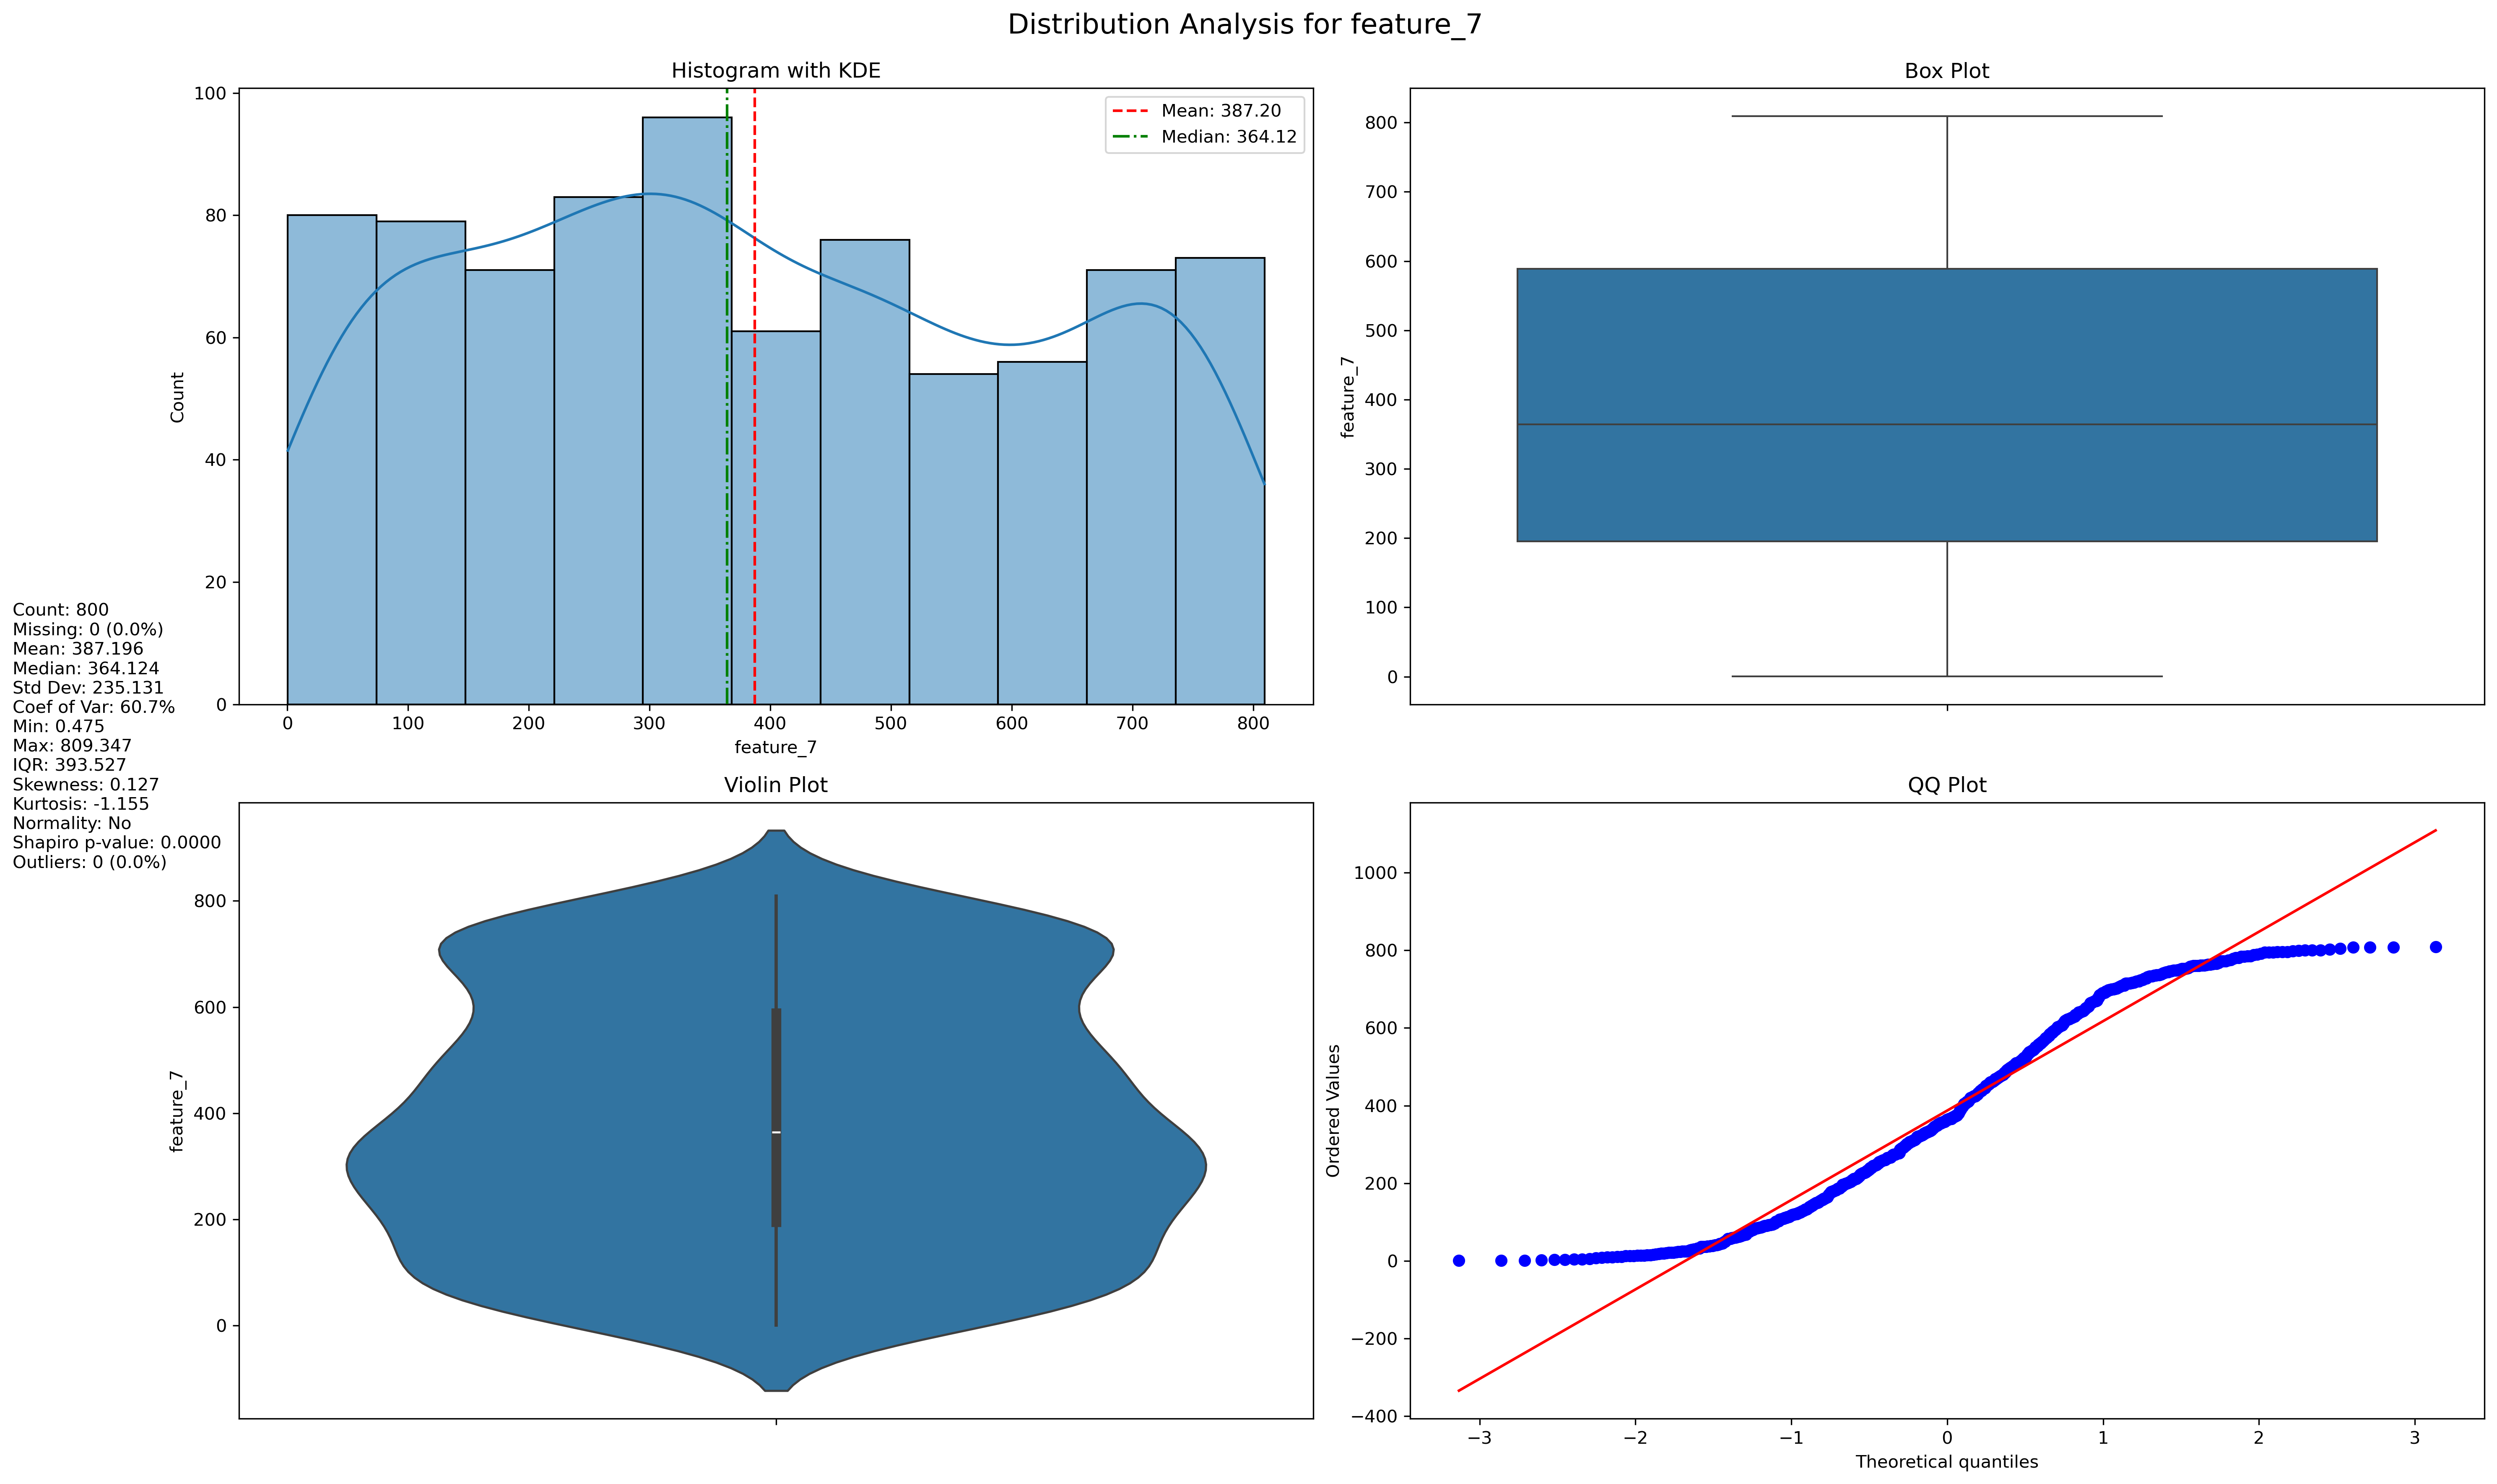 Distribution Analysis for feature_7
Histogram with KDE
100
80
60
40
20
0
Count
0 100 200 300 400 500 600 700 800
feature_7
Mean: 387.20
Median: 364.12
Box Plot
800
700
600
500
400
300
200
100
0
feature_7
Count: 800
Missing: 0 (0.0%)
Mean: 387.196
Median: 364.124
Std Dev: 235.131
Coef of Var: 60.7%
Min: 0.475
Max: 809.347
IQR: 393.527
Skewness: 0.127
Kurtosis: -1.155
Normality: No
Shapiro p-value: 0.0000
Outliers: 0 (0.0%)
Violin Plot
800
600
400
200
0
feature_7
QQ Plot
1000
800
600
400
200
0
−200
−400
Ordered Values
−3 −2 −1 0 1 2 3
Theoretical quantiles